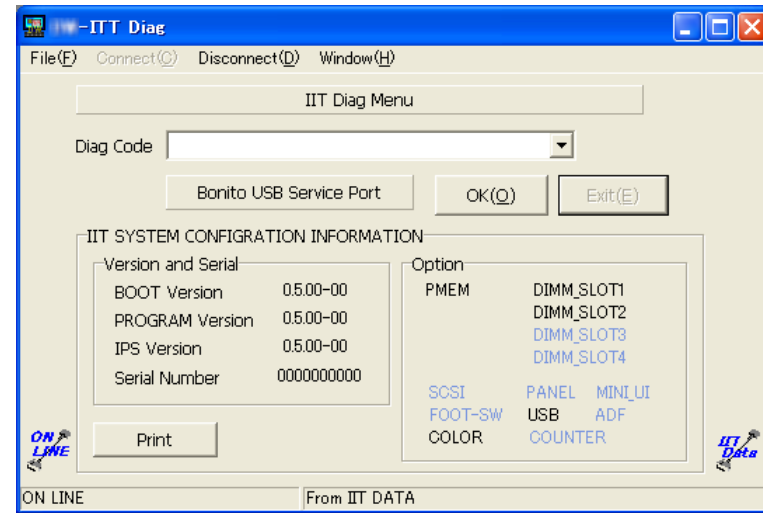 -ITT Diag
File(F) Connect(C) Disconnect(D) Window(H)
IIT Diag Menu
Diag Code
Bonito USB Service Port OK(O) Exit(E)
IIT SYSTEM CONFIGRATION INFORMATION
Version and Serial
BOOT Version 0.5.00-00
PROGRAM Version 0.5.00-00
IPS Version 0.5.00-00
Serial Number 0000000000
Print
Option
PMEM DIMM_SLOT1
DIMM_SLOT2
DIMM_SLOT3
DIMM_SLOT4
SCSI PANEL MINI_UI
FOOT-SW USB ADF
COLOR COUNTER
ON LINE
IIT Data
ON LINE From IIT DATA